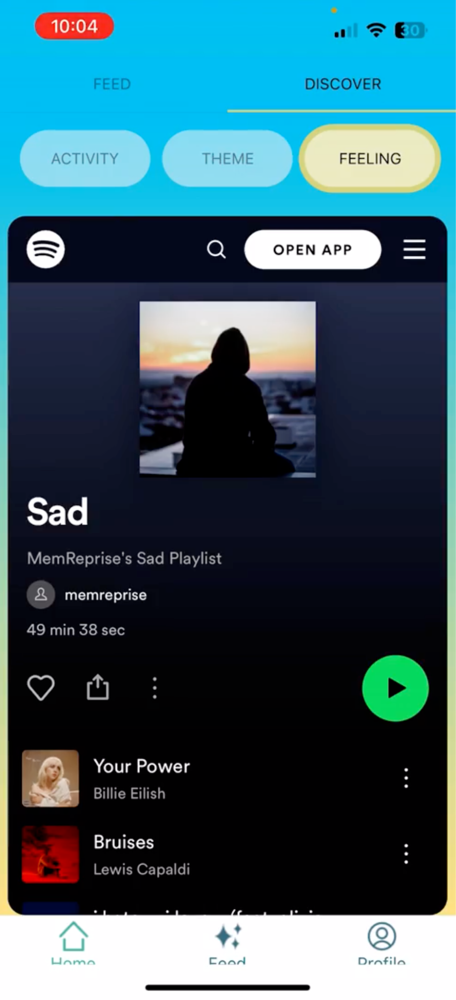 10:04
30
FEED DISCOVER
ACTIVITY THEME FEELING
OPEN APP
Sad
MemReprise's Sad Playlist
memreprise
49 min 38 sec
Your Power
Billie Eilish
Bruises
Lewis Capaldi
Home Feed Profile